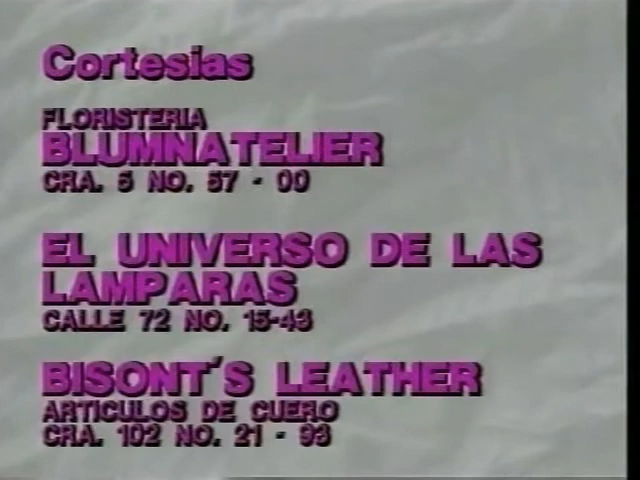 Cortesias
FLORISTERIA
BLUMNATELIER
CRA. 5 NO. 57 - 00
EL UNIVERSO DE LAS
LAMPARAS
CALLE 72 NO. 15-43
BISONT´S LEATHER
ARTICULOS DE CUERO
CRA. 102 NO. 21 - 93